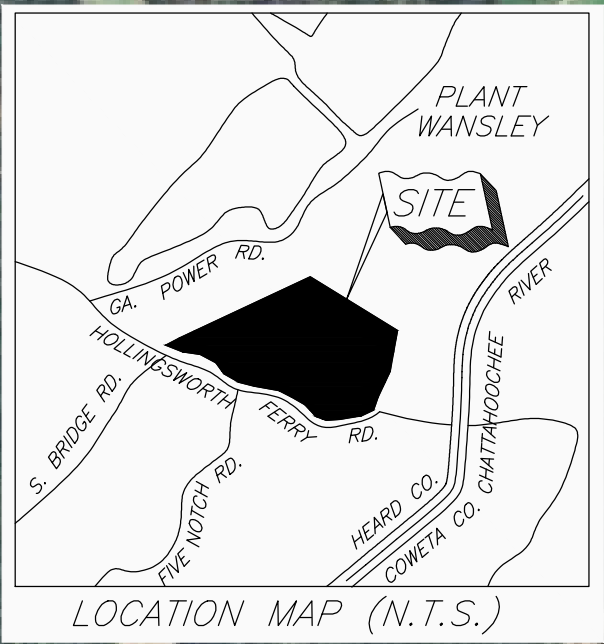 PLANT
WANSLEY
SITE
GA. POWER RD.
RIVER
CHATTAHOOCHEE
HOLLINGSWORTH FERRY RD.
S. BRIDGE RD.
FIVE NOTCH RD.
HEARD CO.
COWETA CO.
LOCATION MAP (N.T.S.)